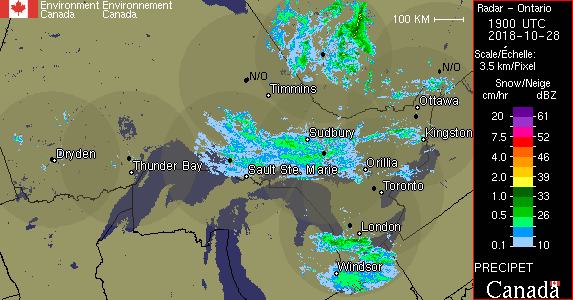 Environment Environnement
Canada Canada
100 KM
N/O
Timmins
N/O
Ottawa
Sudbury
Kingston
Dryden
Thunder Bay
Sault Ste. Marie
Orillia
Toronto
London
Windsor
Radar - Ontario
1900 UTC
2018-10-28
Scale/Échelle:
3.5 km/Pixel
Snow/Neige
cm/hr dBZ
20 61
7.5 52
4.0 46
2.0 39
1.0 33
0.5 26
0.1 10
PRECIPET
Canada